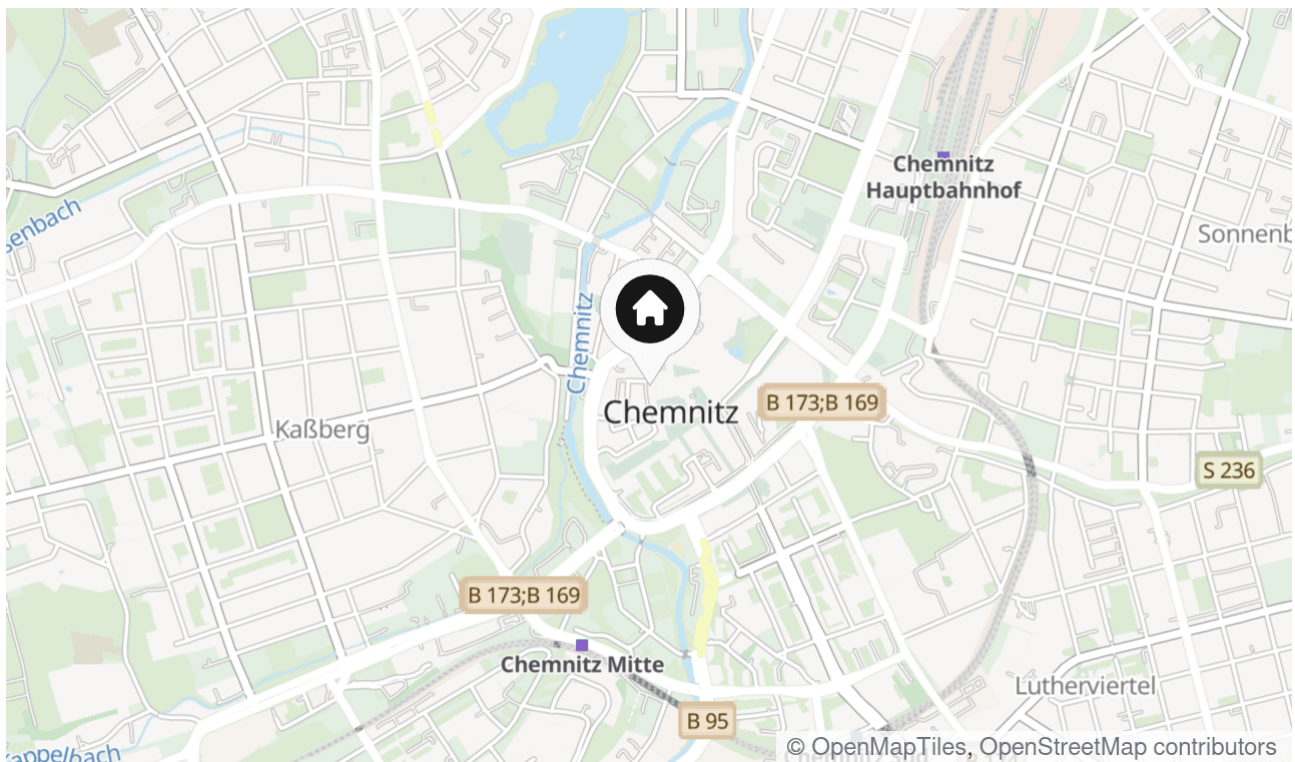 Chemnitz
Hauptbahnhof
Sonnenb
senbach
Chemnitz
B 173;B 169
Chemnitz
Kaßberg
S 236
B 173;B 169
Chemnitz Mitte
Lutherviertel
B 95
Kappelbach
© OpenMapTiles, OpenStreetMap contributors